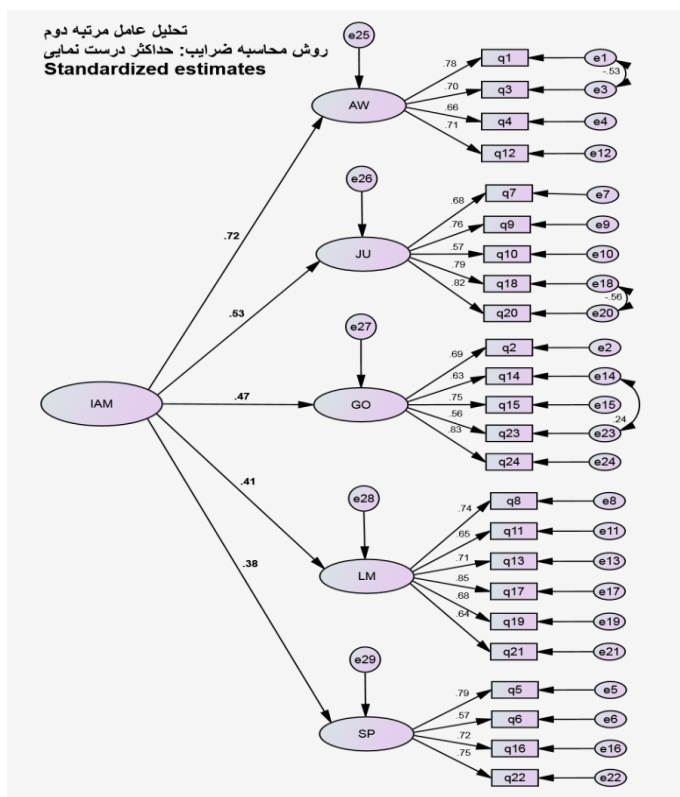 تحلیل عامل مرتبه دوم
روش محاسبه ضرایب: حداکثر درست نمایی
Standardized estimates
e25
AW
.78
q1
e1
-.53
.70
q3
e3
.66
q4
e4
.71
q12
e12
.72
e26
JU
.68
q7
e7
.76
q9
e9
.57
q10
e10
.79
q18
e18
-.56
.82
q20
e20
.53
e27
GO
.69
q2
e2
.63
q14
e14
.75
q15
e15
.24
.56
q23
e23
.83
q24
e24
IAM
.47
e28
LM
.74
q8
e8
.65
q11
e11
.71
q13
e13
.85
q17
e17
.68
q19
e19
.64
q21
e21
.41
e29
SP
.79
q5
e5
.57
q6
e6
.72
q16
e16
.75
q22
e22
.38